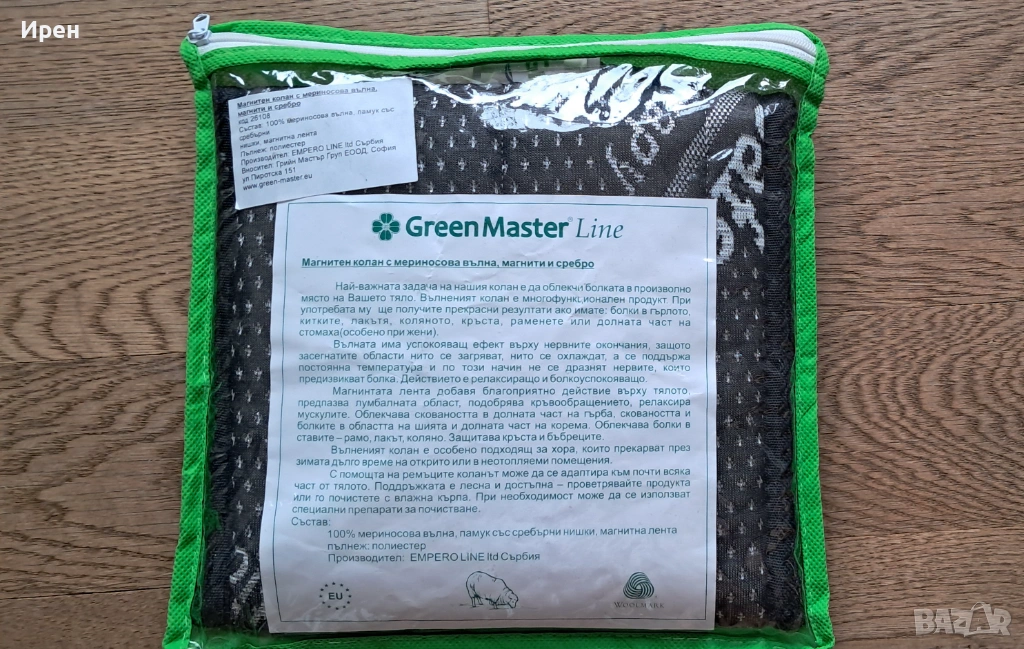 Ирен
Магнитен колан с мериносова вълна,
магнити и сребро
код 26108
Състав: 100% мериносова вълна, памук със
сребърни
нишки, магнитна лента
Пълнеж: полиестер
Производител: EMPERO LINE ltd Сърбия
Вносител: Грийн Мастър Груп ЕООД, София
ул Пиротска 151
www.green-master.eu
GreenMaster® Line
Магнитен колан с мериносова вълна, магнити и сребро
Най-важната задача на нашия колан е да облекчи болката в произволно
място на Вашето тяло. Вълненият колан е многофункционален продукт. При
употребата му ще получите прекрасни резултати ако имате: болки в гърлото,
китките, лакътя, коляното, кръста, раменете или долната част на
стомаха(особено при жени).
Вълната има успокояващ ефект върху нервните окончания, защото
засегнатите области нито се загряват, нито се охлаждат, а се поддържа
постоянна температура и по този начин не се дразнят нервите, които
предизвикват болка. Действието е релаксиращо и болкоуспокояващо.
Магнинтата лента добавя благоприятно действие върху тялото
предпазва лумбалната област, подобрява кръвообращението, релаксира
мускулите. Облекчава сковаността в долната част на гърба, сковаността и
болките в областта на шията и долната част на корема. Облекчава болки в
ставите – рамо, лакът, коляно. Защитава кръста и бъбреците.
Вълненият колан е особено подходящ за хора, които прекарват през
зимата дълго време на открито или в неотопляеми помещения.
С помощта на ремъците коланът може да се адаптира към почти всяка
част от тялото. Поддръжката е лесна и достъпна – проветрявайте продукта
или го почистете с влажна кърпа. При необходимост може да се използват
специални препарати за почистване.
Състав:
100% мериносова вълна, памук със сребърни нишки, магнитна лента
пълнеж: полиестер
Производител: EMPERO LINE ltd Сърбия
EU
WOOLMARK
BAZAR